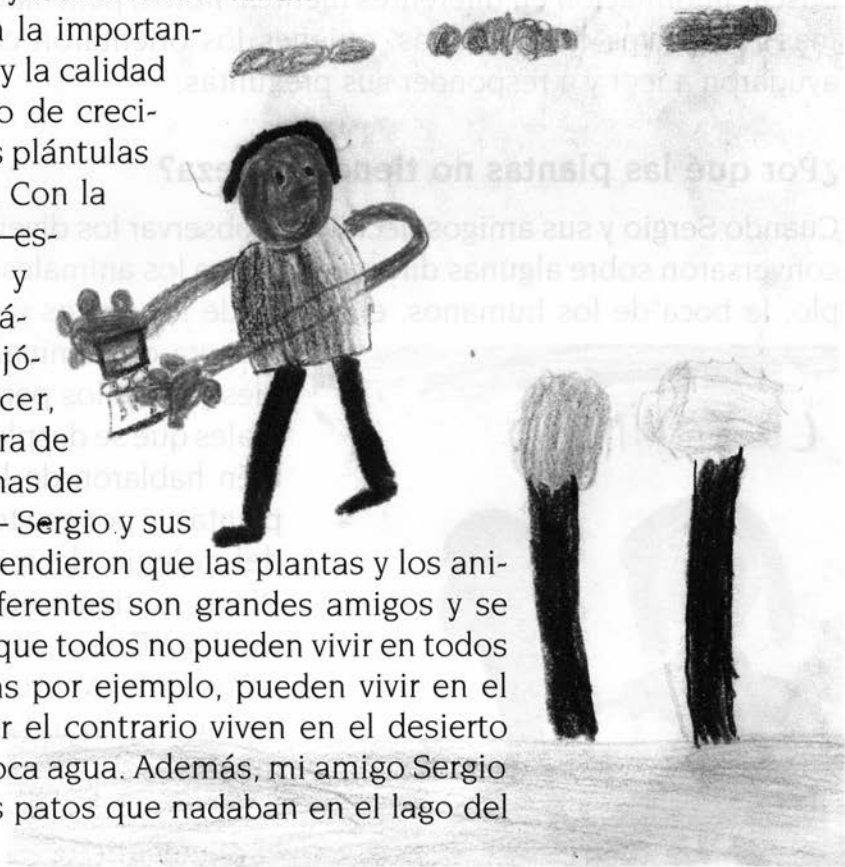 a la importan-
y la calidad
o de creci-
s plántulas
Con la
—es-
y
á-
jó-
cer,
ra de
nas de
– Sergio y sus
endieron que las plantas y los ani-
ferentes son grandes amigos y se
que todos no pueden vivir en todos
as por ejemplo, pueden vivir en el
r el contrario viven en el desierto
oca agua. Además, mi amigo Sergio
s patos que nadaban en el lago del